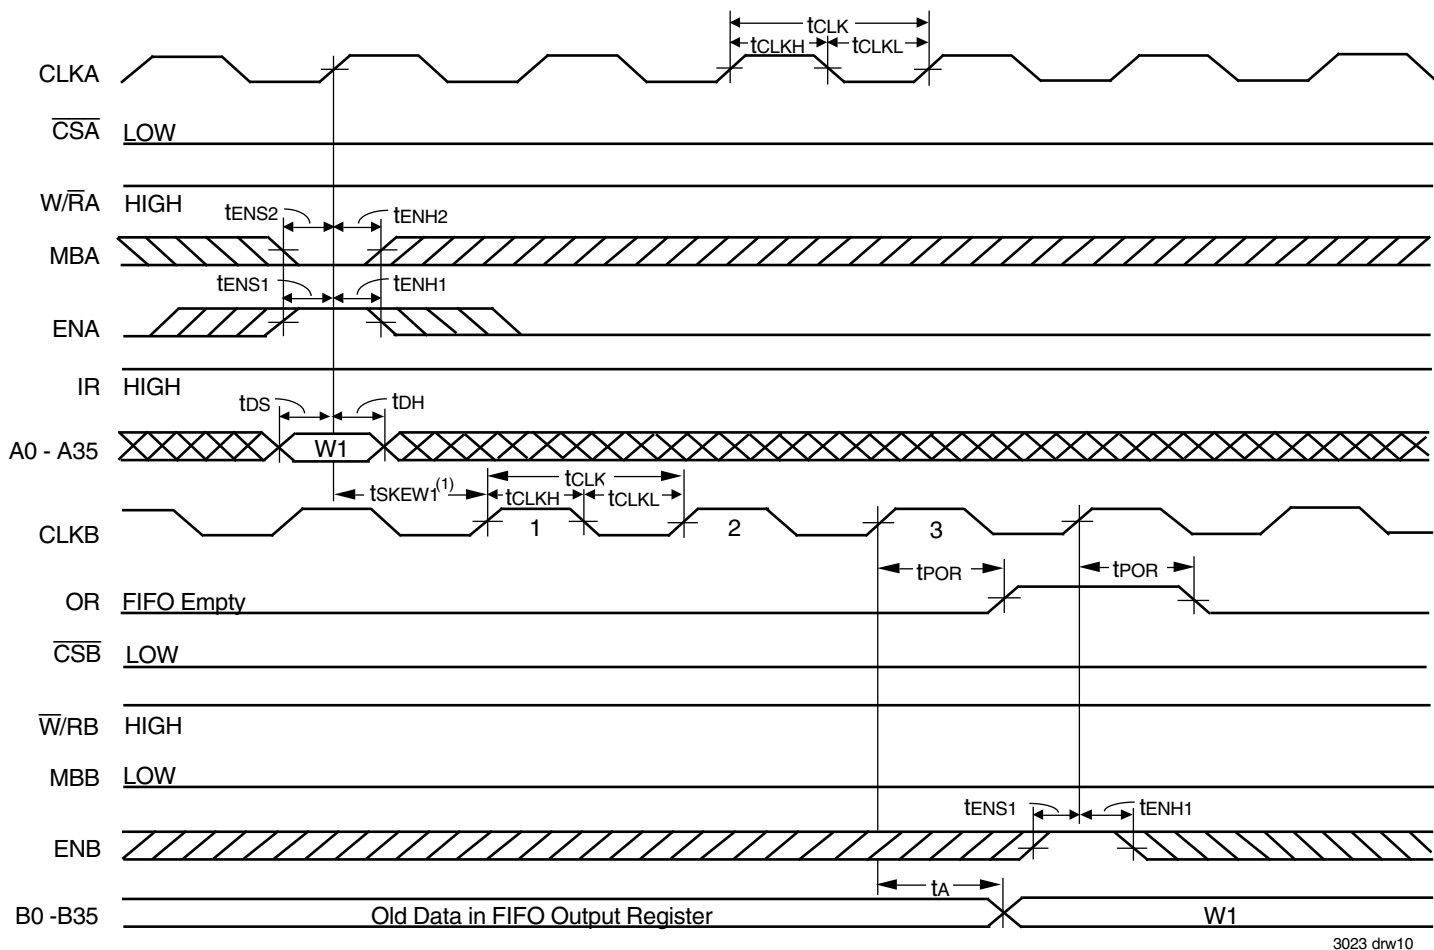 tCLK
tCLKH tCLKL
CLKA
CSA LOW
W/RA HIGH
tENS2 tENH2
MBA
tENS1 tENH1
ENA
IR HIGH
tDS tDH
A0 - A35 W1
tSKEW1(1) tCLK
tCLKH tCLKL
CLKB 1 2 3
tPOR tPOR
OR FIFO Empty
CSB LOW
W/RB HIGH
MBB LOW
tENS1 tENH1
ENB
tA
B0 -B35 Old Data in FIFO Output Register W1
3023 drw10